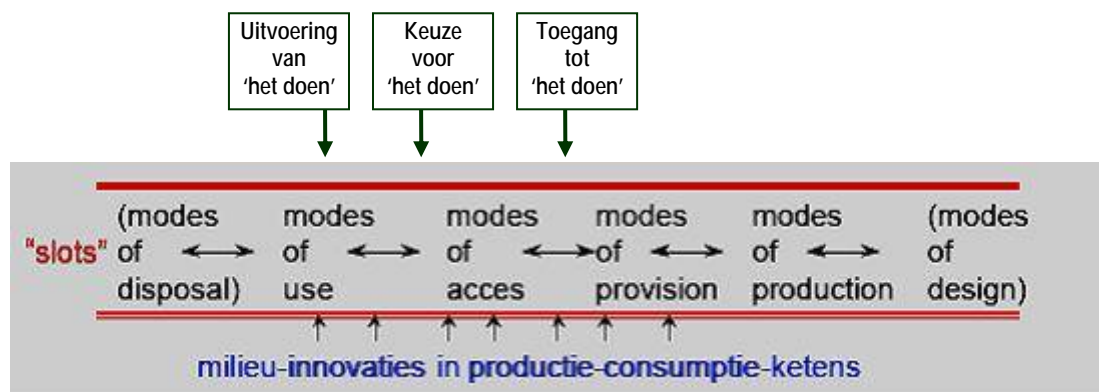 Uitvoering
van
‘het doen’
Keuze
voor
‘het doen’
Toegang
tot
‘het doen’
"slots"
(modes
of
disposal)
modes
of
use
modes
of
acces
modes
of
provision
modes
of
production
(modes
of
design)
milieu-innovaties in productie-consumptie-ketens